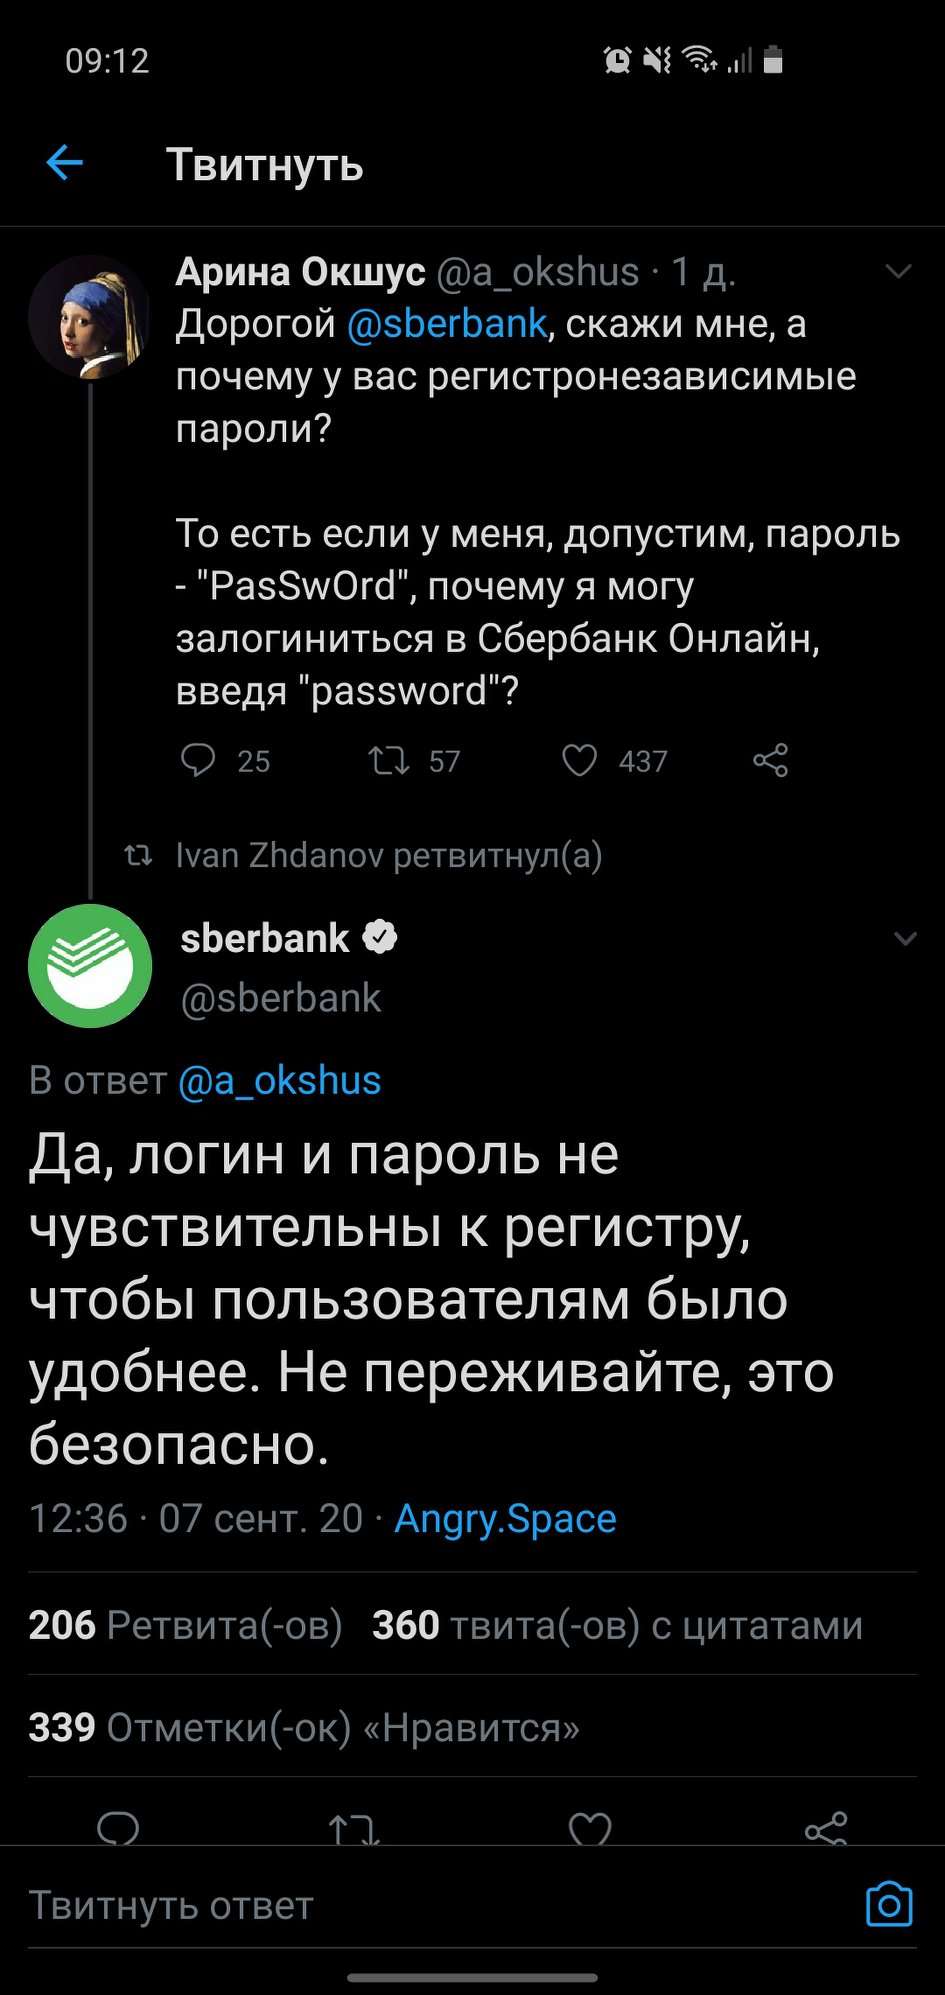 09:12
Твитнуть
Арина Окшус @a_okshus · 1 д.
Дорогой @sberbank, скажи мне, а
почему у вас регистронезависимые
пароли?
То есть если у меня, допустим, пароль
- "PasSwOrd", почему я могу
залогиниться в Сбербанк Онлайн,
введя "password"?
25 57 437
Ivan Zhdanov ретвитнул(а)
sberbank
@sberbank
В ответ @a_okshus
Да, логин и пароль не
чувствительны к регистру,
чтобы пользователям было
удобнее. Не переживайте, это
безопасно.
12:36 · 07 сент. 20 · Angry.Space
206 Ретвита(-ов) 360 твита(-ов) с цитатами
339 Отметки(-ок) «Нравится»
Твитнуть ответ